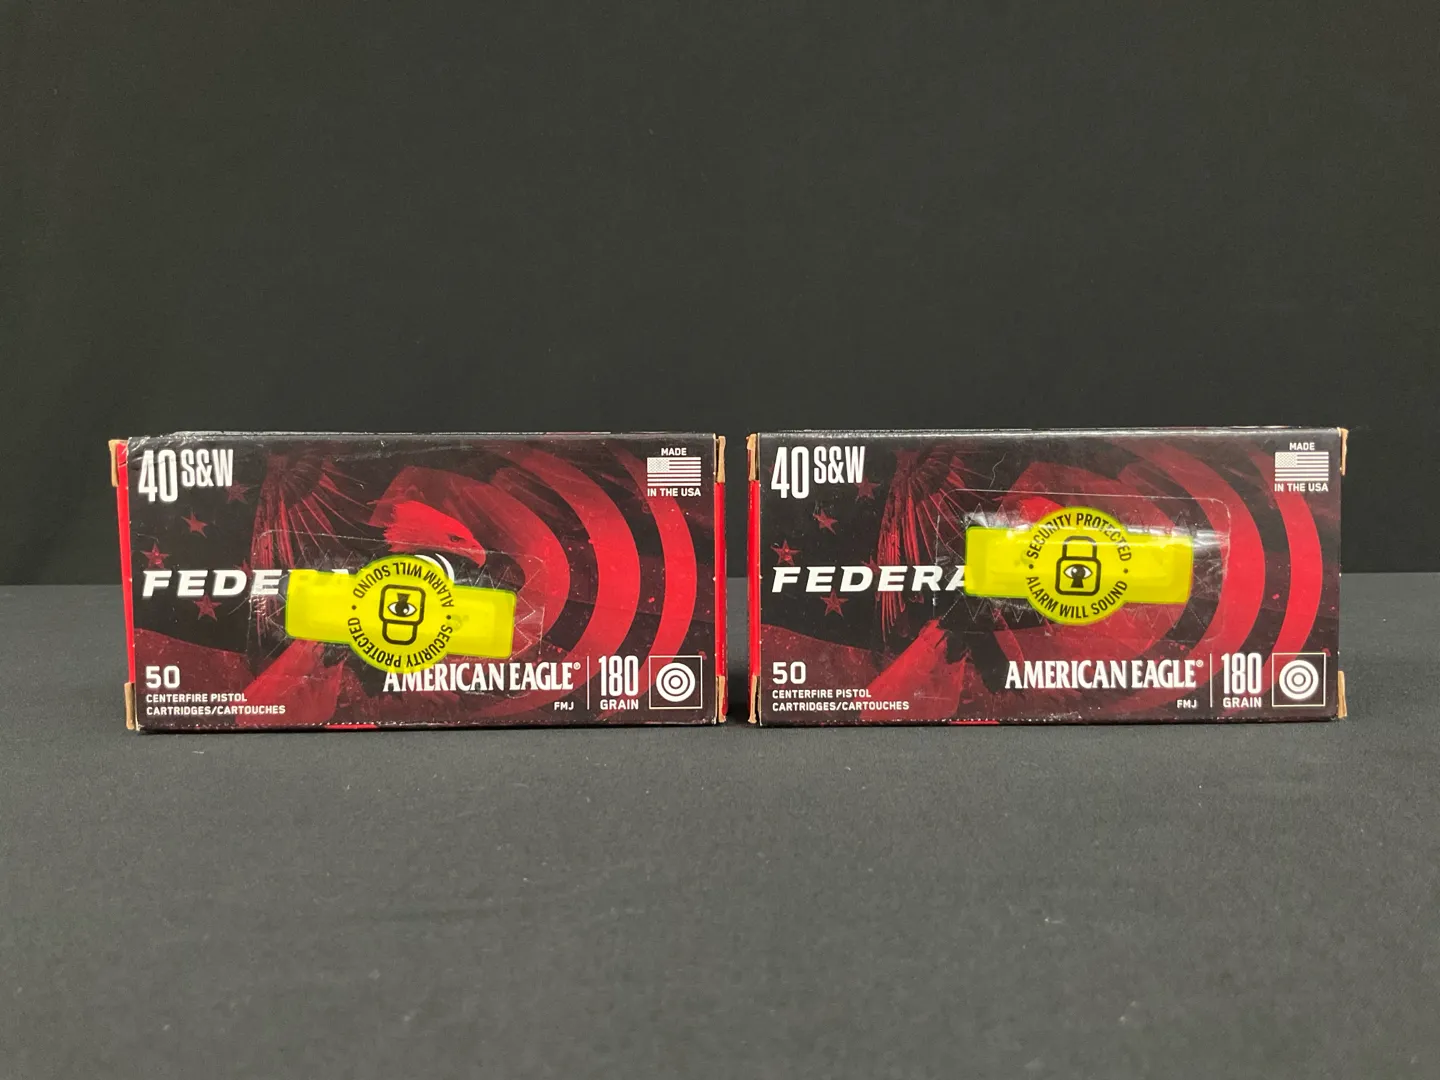 40 S&W
MADE
IN THE USA
FEDERA
SECURITY PROTECTED
ALARM WILL SOUND
50
CENTERFIRE PISTOL
CARTRIDGES/CARTOUCHES
AMERICAN EAGLE®
FMJ
180
GRAIN
40 S&W
MADE
IN THE USA
FEDERA
SECURITY PROTECTED
ALARM WILL SOUND
50
CENTERFIRE PISTOL
CARTRIDGES/CARTOUCHES
AMERICAN EAGLE®
FMJ
180
GRAIN